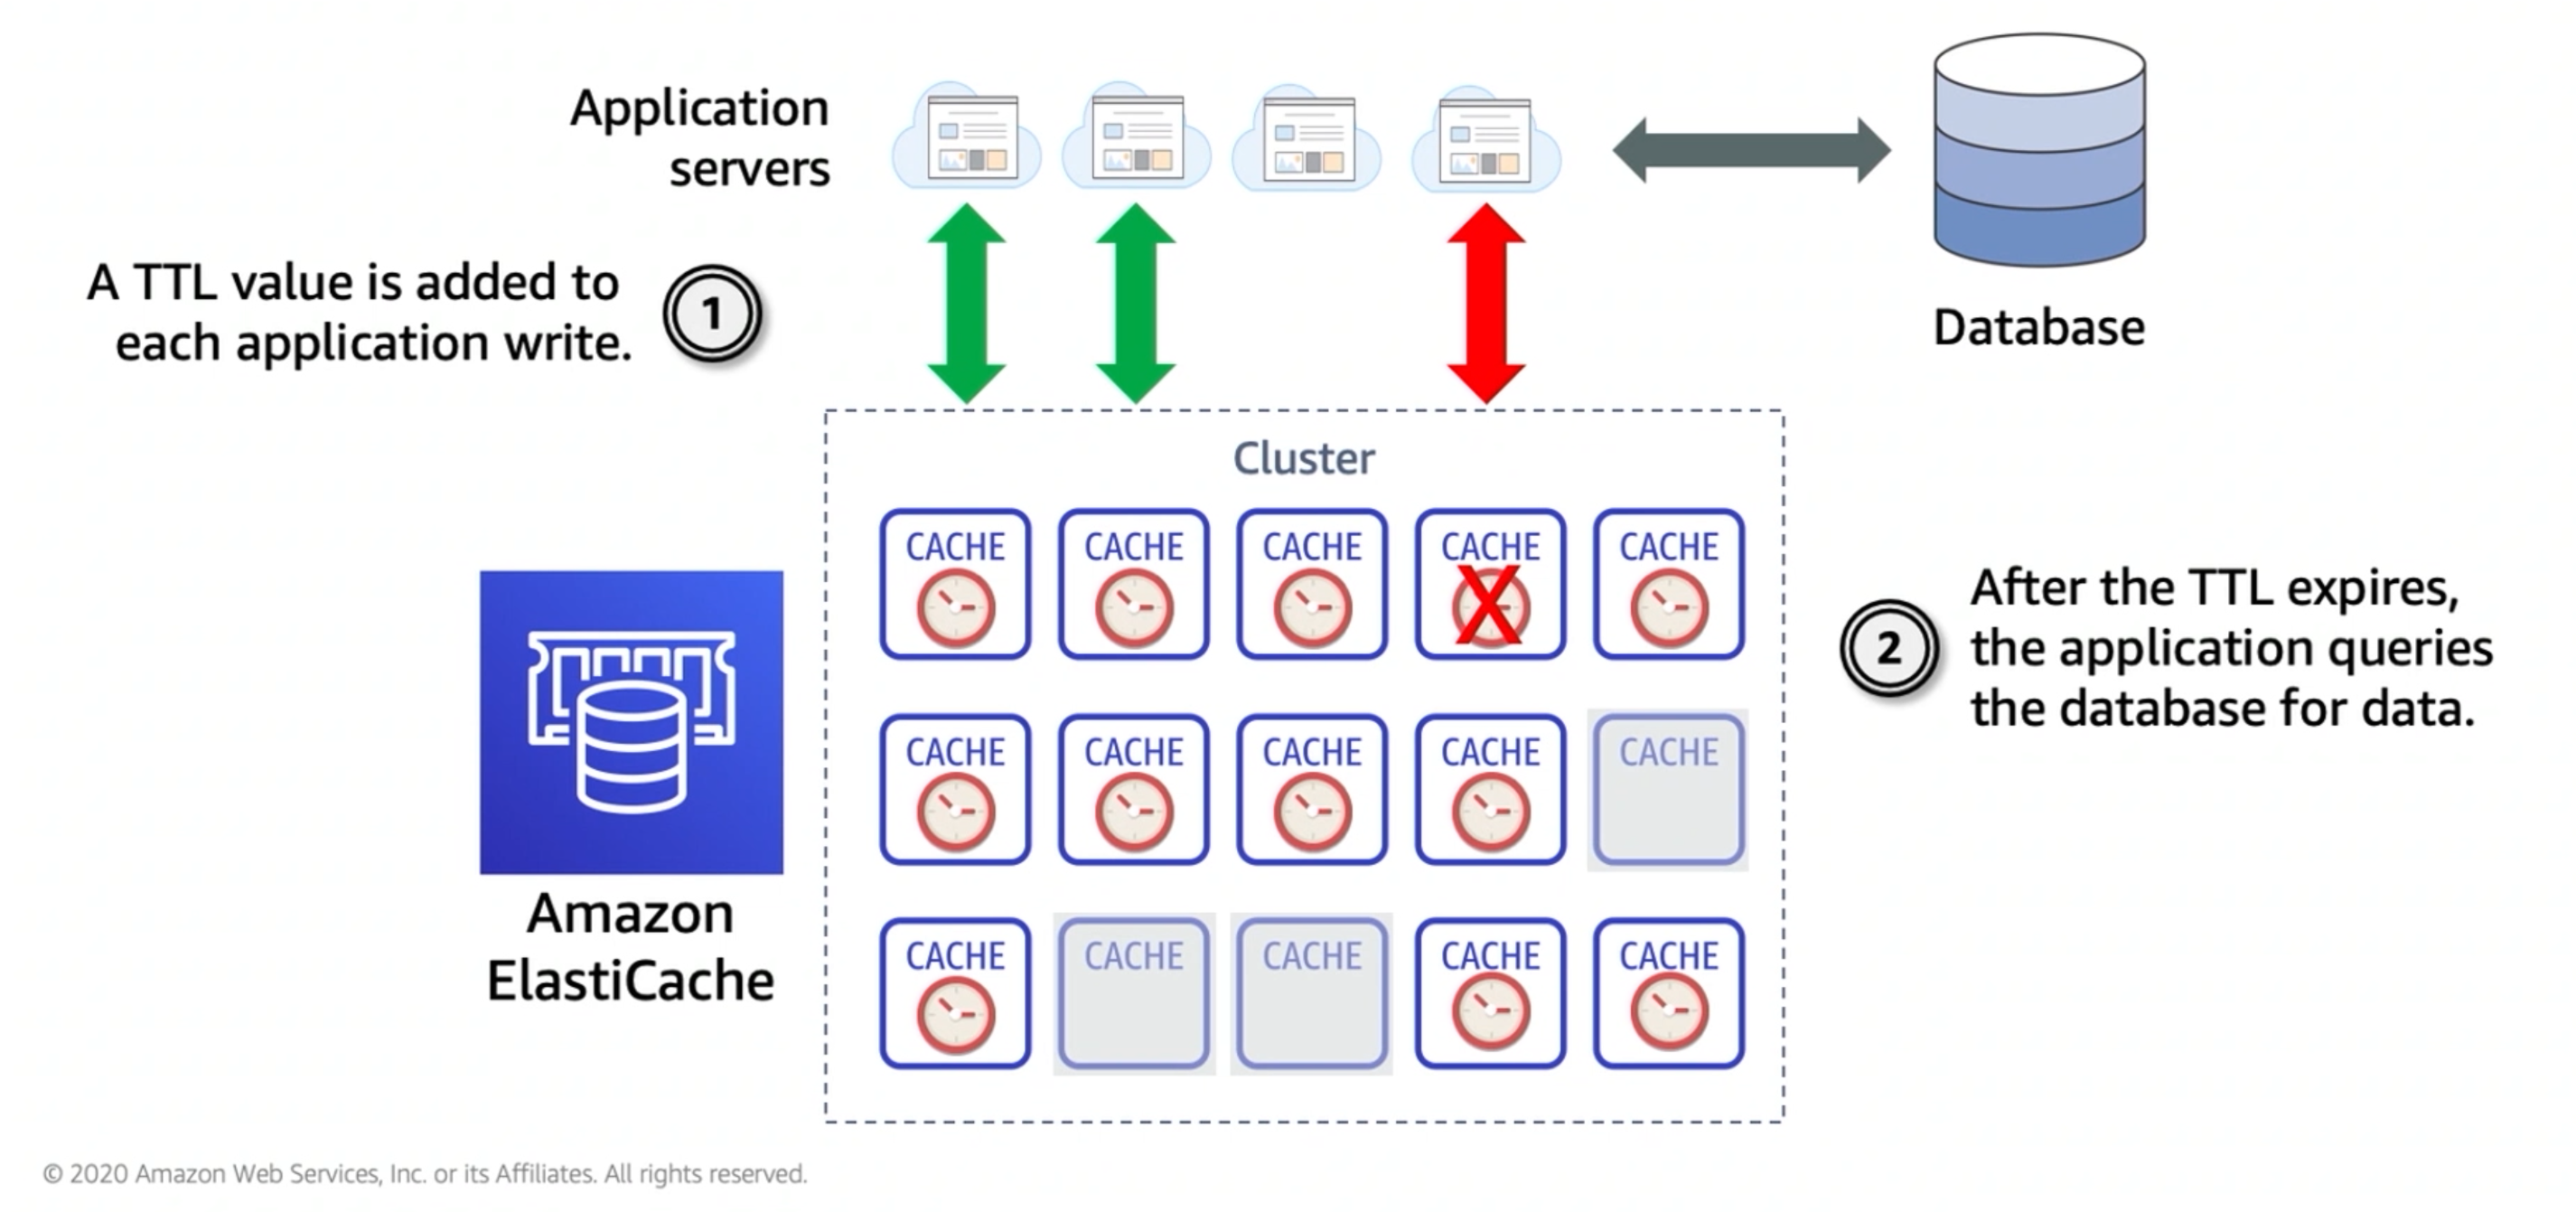 Application
servers
A TTL value is added to
each application write.
1
Database
Cluster
CACHE CACHE CACHE CACHE CACHE
X
CACHE CACHE CACHE CACHE CACHE
CACHE CACHE CACHE CACHE CACHE
2
After the TTL expires,
the application queries
the database for data.
Amazon
ElastiCache
© 2020 Amazon Web Services, Inc. or its Affiliates. All rights reserved.